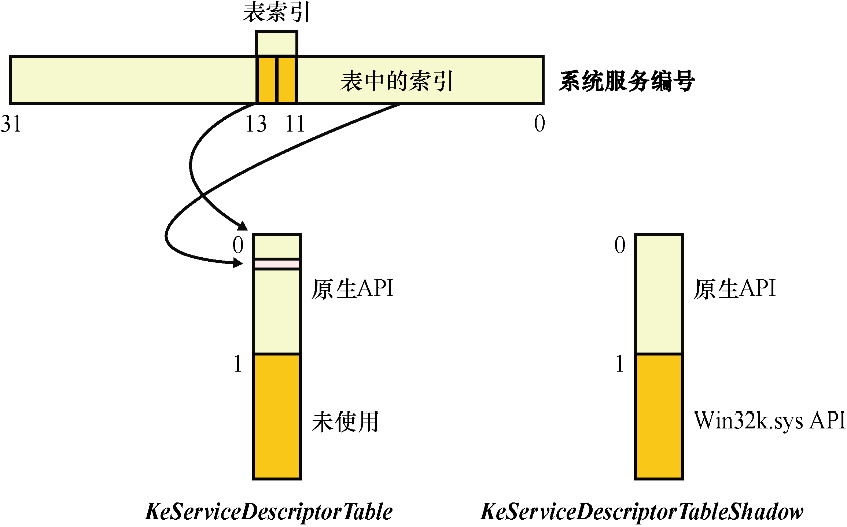 表索引
表中的索引 系统服务编号
31 13 11 0
0 原生API 0 原生API
1 1
未使用 Win32k.sys API
KeServiceDescriptorTable KeServiceDescriptorTableShadow